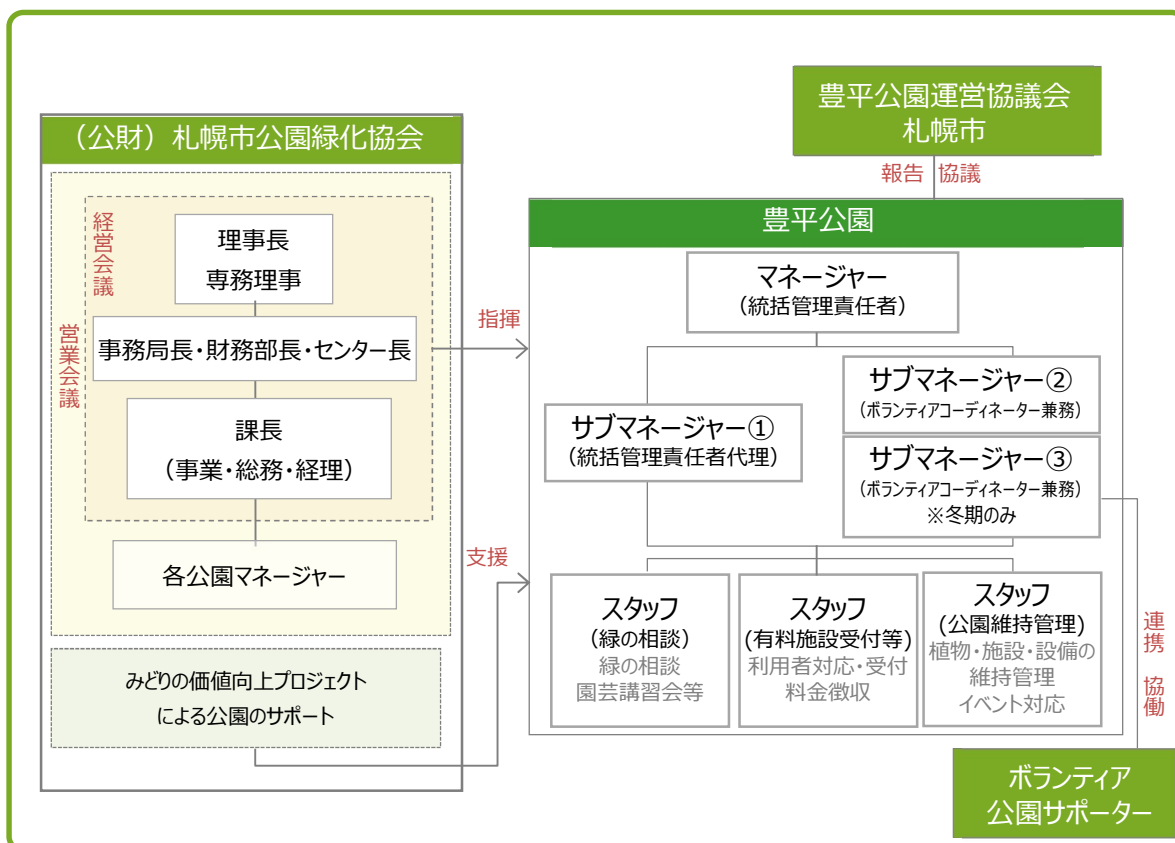 （公財）札幌市公園緑化協会
経営会議
営業会議
理事長
専務理事
事務局長・財務部長・センター長
課長
（事業・総務・経理）
各公園マネージャー
みどりの価値向上プロジェクト
による公園のサポート
指揮
支援
豊平公園運営協議会
札幌市
報告 協議
豊平公園
マネージャー
（統括管理責任者）
サブマネージャー①
（統括管理責任者代理）
サブマネージャー②
（ボランティアコーディネーター兼務）
サブマネージャー③
（ボランティアコーディネーター兼務）
※冬期のみ
スタッフ
（緑の相談）
緑の相談
園芸講習会等
スタッフ
(有料施設受付等)
利用者対応・受付
料金徴収
スタッフ
(公園維持管理)
植物・施設・設備の
維持管理
イベント対応
連携 協働
ボランティア
公園サポーター